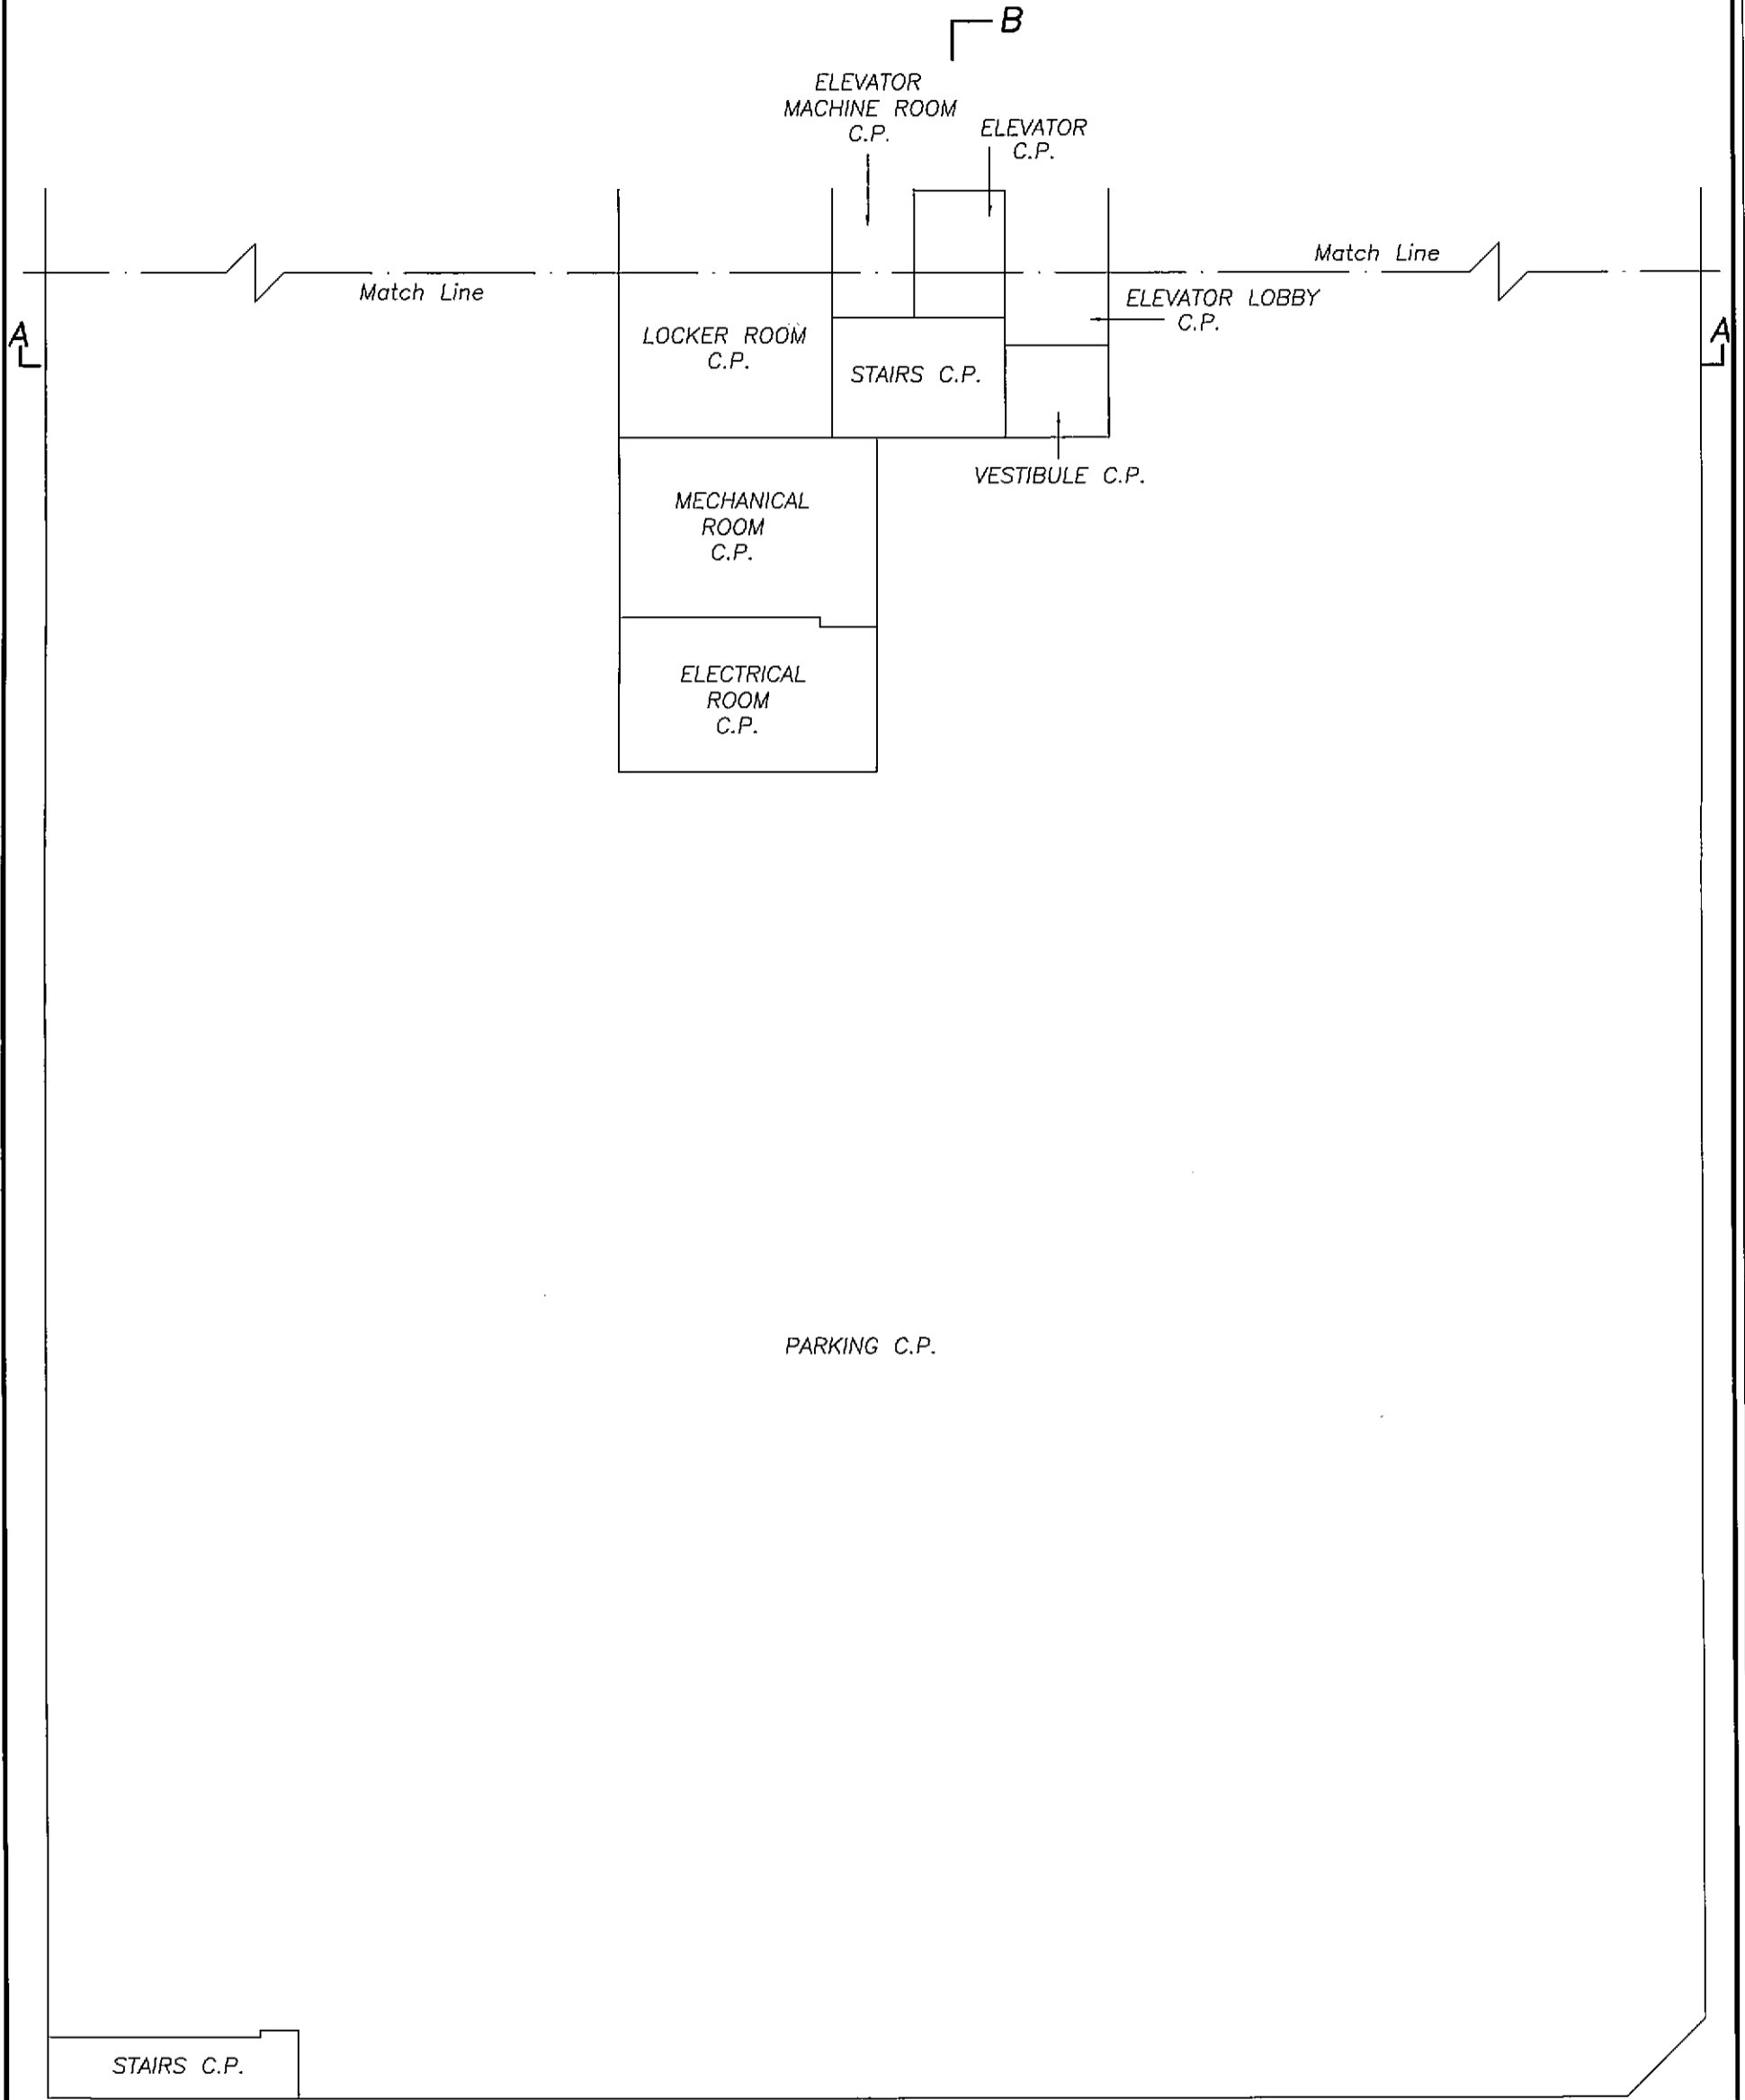 B
ELEVATOR
MACHINE ROOM
C.P.
ELEVATOR
C.P.
Match Line
Match Line
ELEVATOR LOBBY
C.P.
A
A
LOCKER ROOM
C.P.
STAIRS C.P.
VESTIBULE C.P.
MECHANICAL
ROOM
C.P.
ELECTRICAL
ROOM
C.P.
PARKING C.P.
STAIRS C.P.